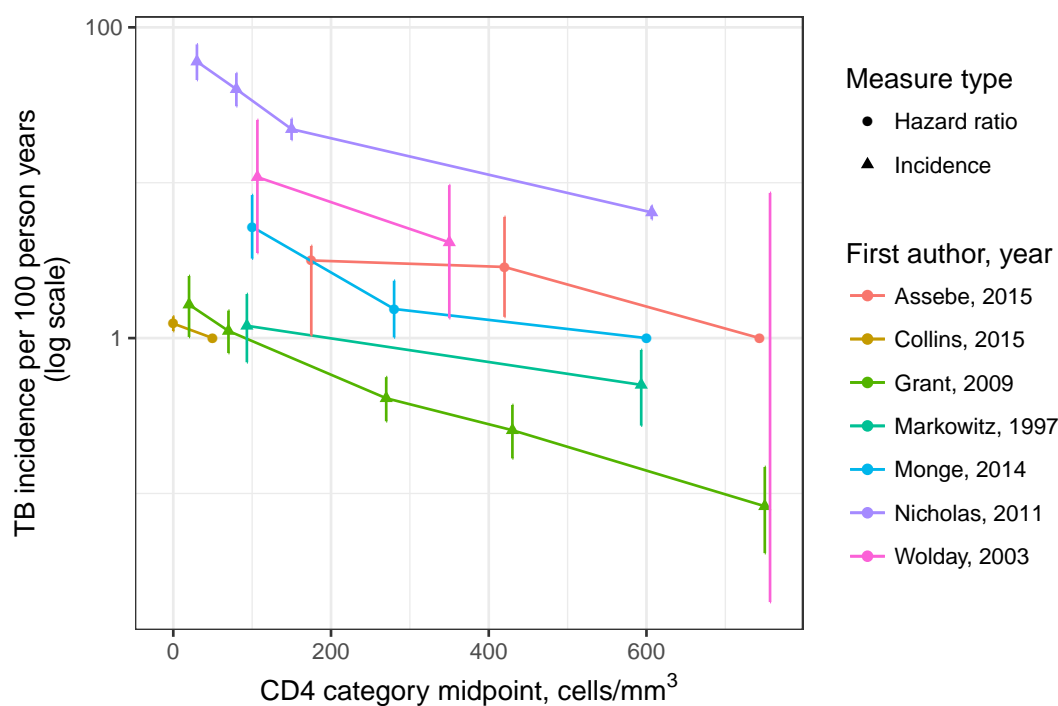 TB incidence per 100 person years
(log scale)
100
1
0
200
400
600
CD4 category midpoint, cells/mm³
Measure type
Hazard ratio
Incidence
First author, year
Assebe, 2015
Collins, 2015
Grant, 2009
Markowitz, 1997
Monge, 2014
Nicholas, 2011
Wolday, 2003